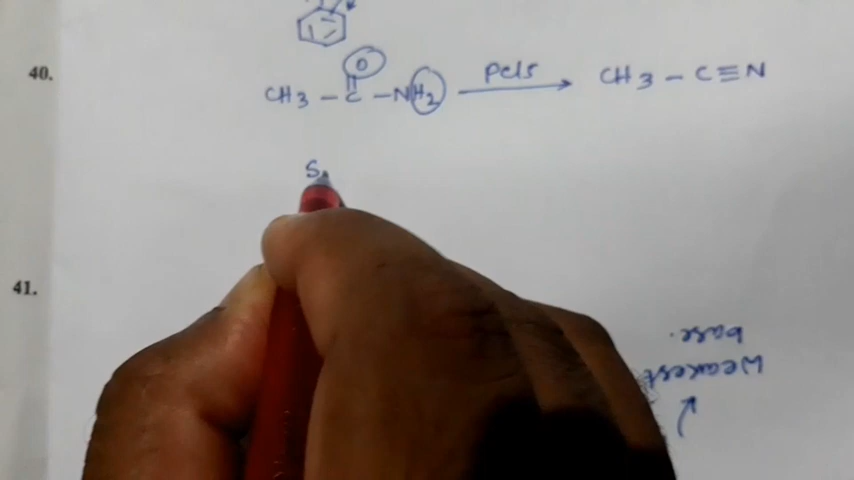 40.
O
CH3 - C - NH2 PCl5 CH3 - C ≡ N
S
41.
Weakest
base.